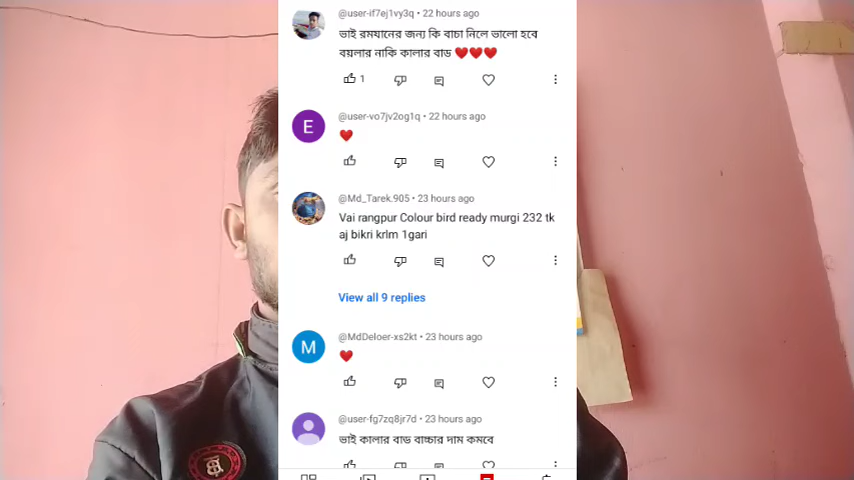 @user-if7ej1vy3q • 22 hours ago
ভাই রমযানের জন্য কি বাচা নিলে ভালো হবে
বয়লার নাকি কালার বাড ❤️❤️❤️
1
E
@user-vo7jv2og1q • 22 hours ago
❤️
@Md_Tarek.905 • 23 hours ago
Vai rangpur Colour bird ready murgi 232 tk
aj bikri krlm 1gari
View all 9 replies
M
@MdDeloer-xs2kt • 23 hours ago
❤️
@user-fg7zq8jr7d • 23 hours ago
ভাই কালার বাড বাচ্চার দাম কমবে